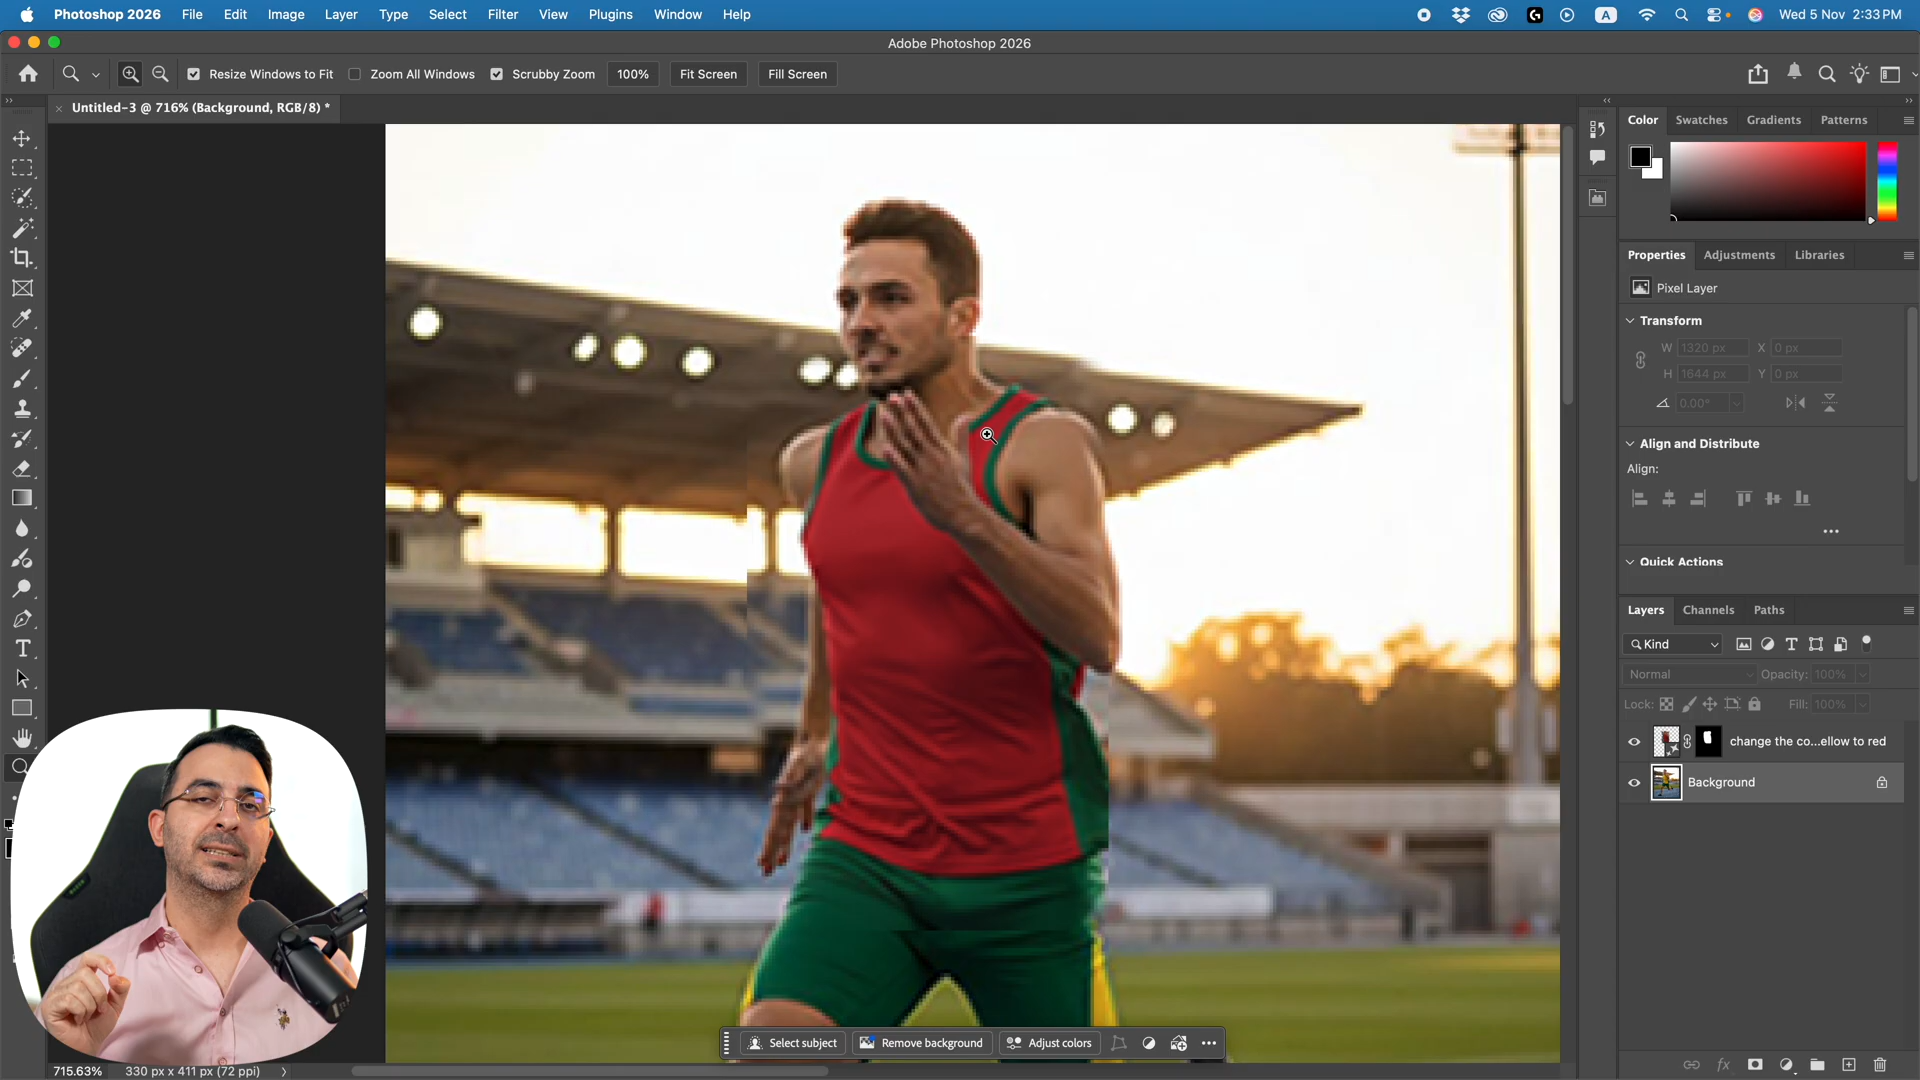 Photoshop 2026 File Edit Image Layer Type Select Filter View Plugins Window Help
Wed 5 Nov 2:33 PM
Adobe Photoshop 2026
Resize Windows to Fit Zoom All Windows Scrubby Zoom 100% Fit Screen Fill Screen
Untitled-3 @ 716% (Background, RGB/8) *
Color Swatches Gradients Patterns
Properties Adjustments Libraries
Pixel Layer
Transform
W 1320 px X 0 px
H 1644 px Y 0 px
0.00°
Align and Distribute
Align:
Quick Actions
Layers Channels Paths
Kind
Normal Opacity: 100%
Lock: Fill: 100%
change the co...ellow to red
Background
Select subject Remove background Adjust colors
715.63% 330 px x 411 px (72 ppi)